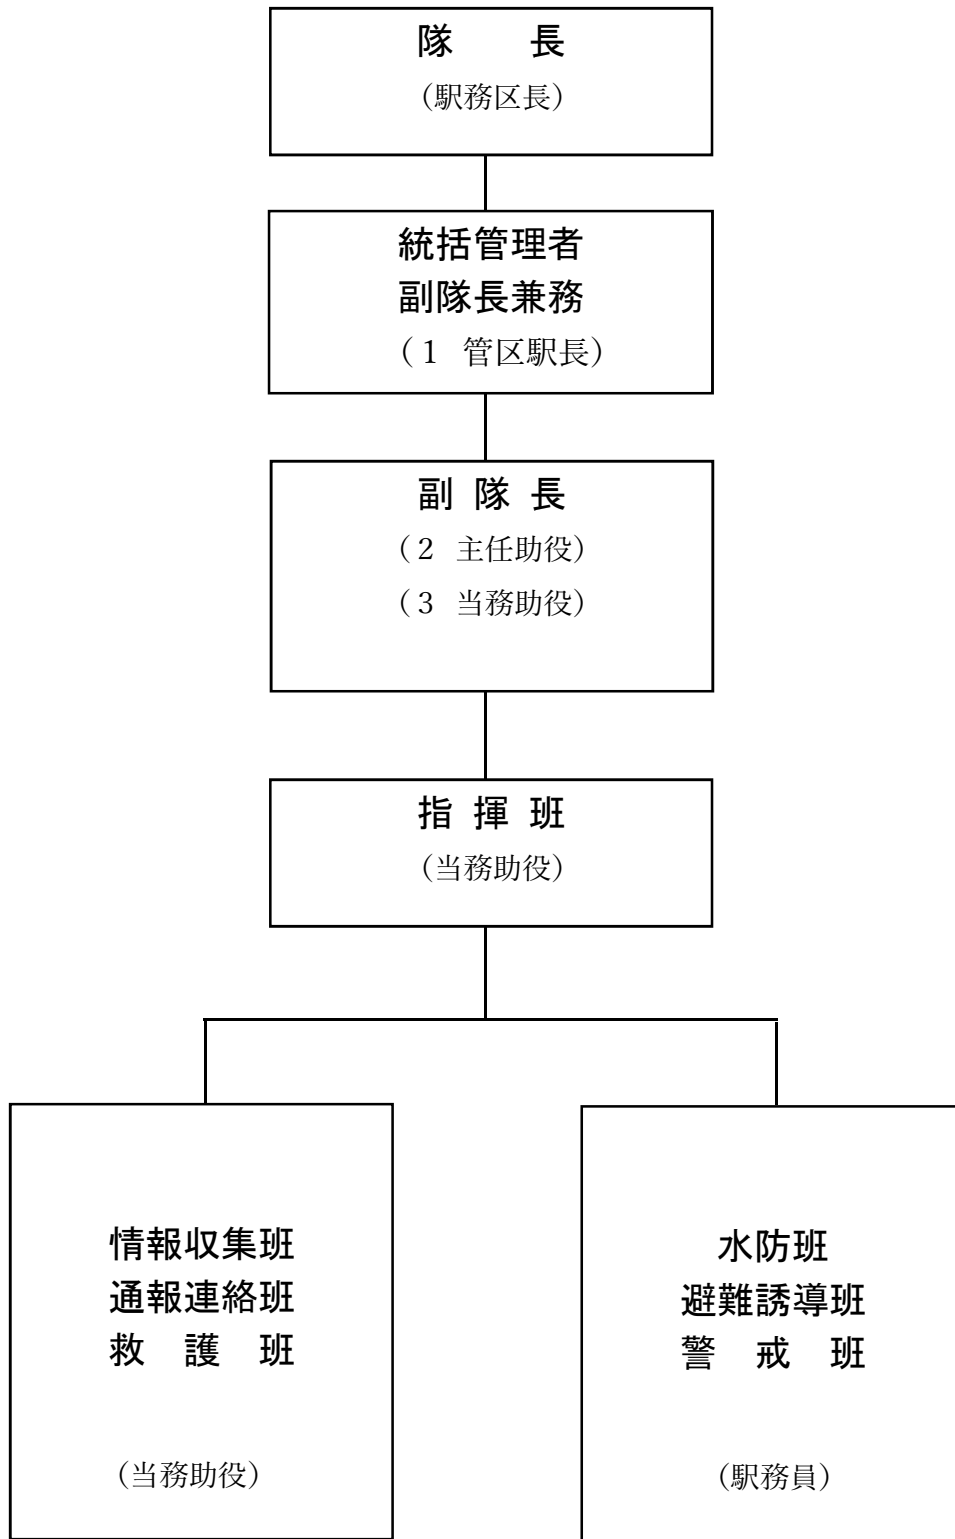 隊　　長
（駅務区長）
統括管理者
副隊長兼務
（１　管区駅長）
副 隊 長
（２　主任助役）
（３　当務助役）
指 揮 班
（当務助役）
情報収集班
通報連絡班
救　護　班
（当務助役）
水防班
避難誘導班
警　戒　班
（駅務員）